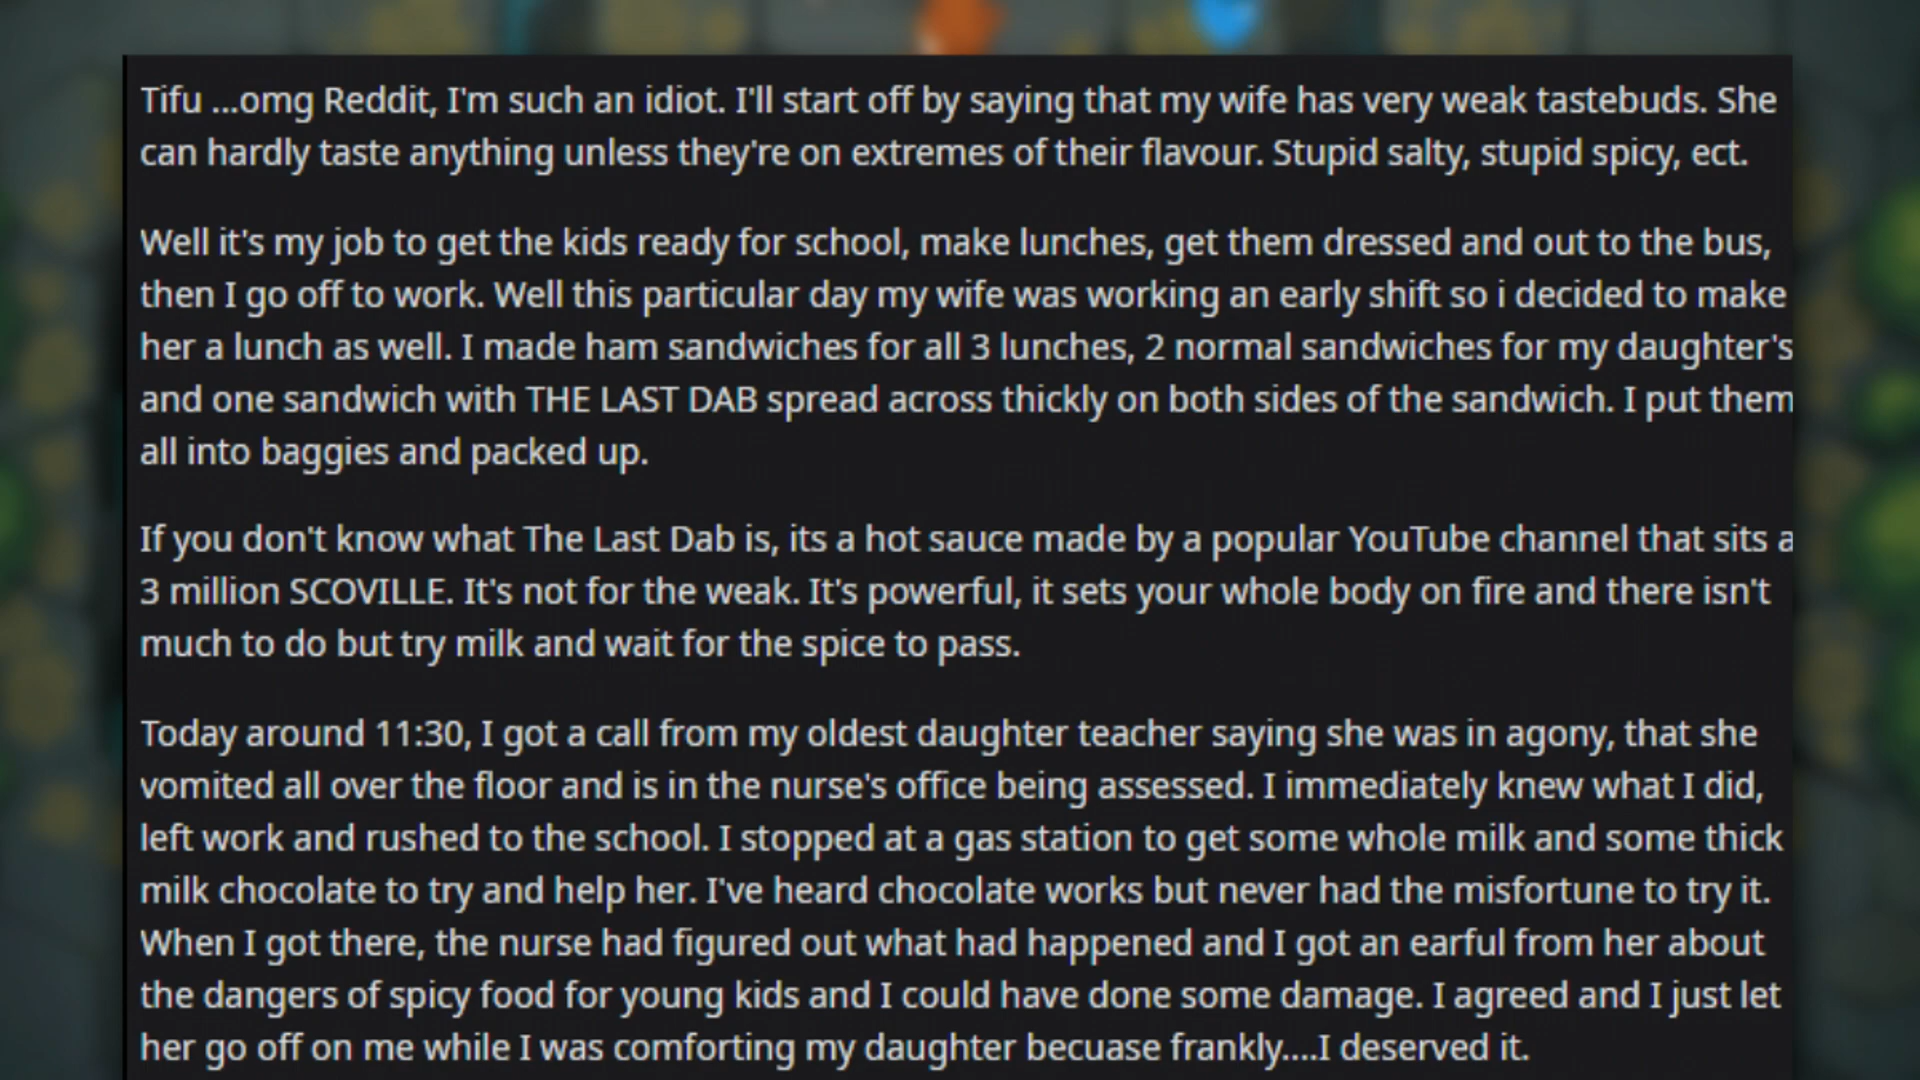 Tifu ...omg Reddit, I'm such an idiot. I'll start off by saying that my wife has very weak tastebuds. She
can hardly taste anything unless they're on extremes of their flavour. Stupid salty, stupid spicy, ect.
Well it's my job to get the kids ready for school, make lunches, get them dressed and out to the bus,
then I go off to work. Well this particular day my wife was working an early shift so i decided to make
her a lunch as well. I made ham sandwiches for all 3 lunches, 2 normal sandwiches for my daughter's
and one sandwich with THE LAST DAB spread across thickly on both sides of the sandwich. I put them
all into baggies and packed up.
If you don't know what The Last Dab is, its a hot sauce made by a popular YouTube channel that sits a
3 million SCOVILLE. It's not for the weak. It's powerful, it sets your whole body on fire and there isn't
much to do but try milk and wait for the spice to pass.
Today around 11:30, I got a call from my oldest daughter teacher saying she was in agony, that she
vomited all over the floor and is in the nurse's office being assessed. I immediately knew what I did,
left work and rushed to the school. I stopped at a gas station to get some whole milk and some thick
milk chocolate to try and help her. I've heard chocolate works but never had the misfortune to try it.
When I got there, the nurse had figured out what had happened and I got an earful from her about
the dangers of spicy food for young kids and I could have done some damage. I agreed and I just let
her go off on me while I was comforting my daughter becuase frankly....I deserved it.